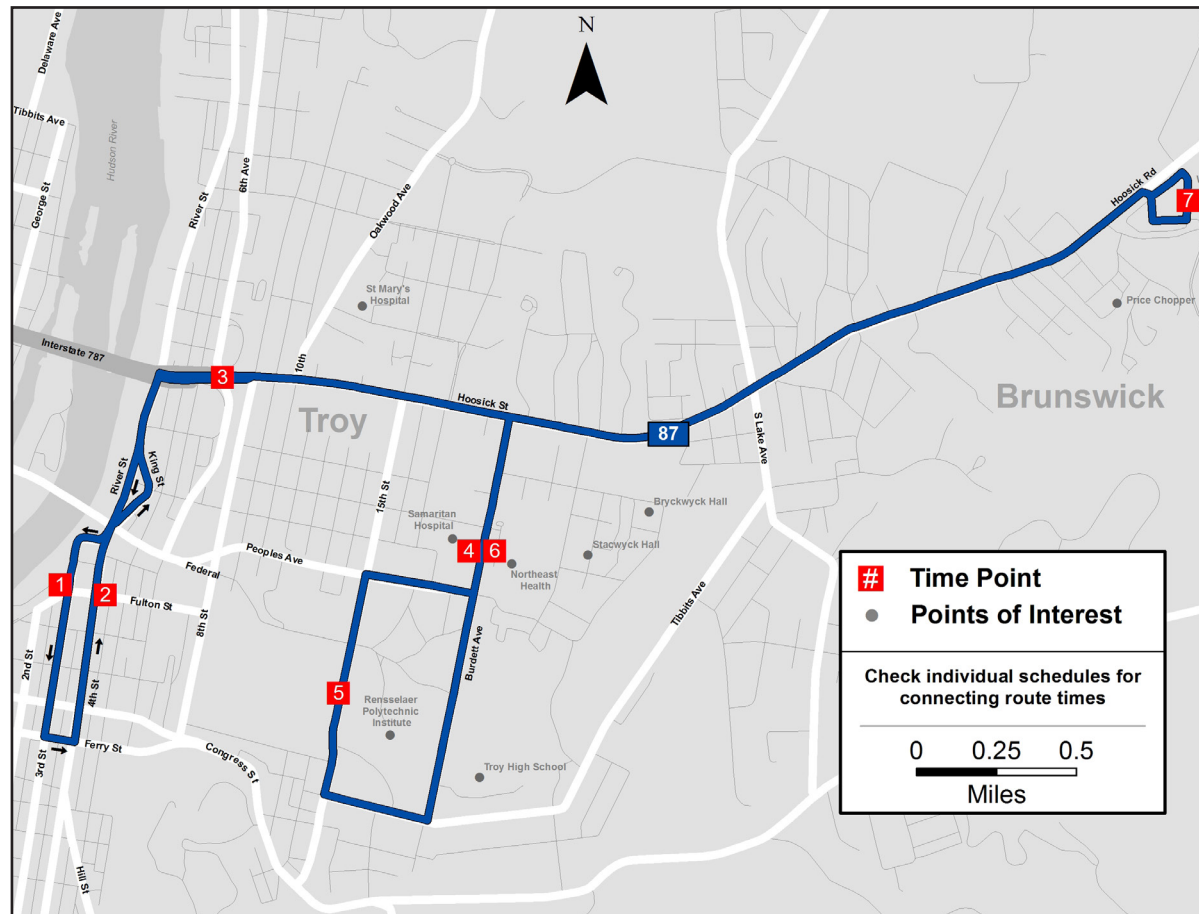 N
Delaware Ave
Tibbits Ave
Hudson River
George St
River St
6th Ave
Oakwood Ave
Hoosick Rd
7
St Mary's
Hospital
Price Chopper
Interstate 787
3
10th
Troy
Hoosick St
87
Brunswick
S Lake Ave
River St
King St
15th St
Samaritan
Hospital
Bryckwyck Hall
Stacwyck Hall
4
6
Northeast
Health
Peoples Ave
Federal
1
2
Fulton St
8th St
Tibbits Ave
Burdett Ave
2nd St
4th St
5
Rensselaer
Polytechnic
Institute
3rd St
Ferry St
Congress St
Troy High School
Hill St
# Time Point
Points of Interest
Check individual schedules for
connecting route times
0 0.25 0.5
Miles